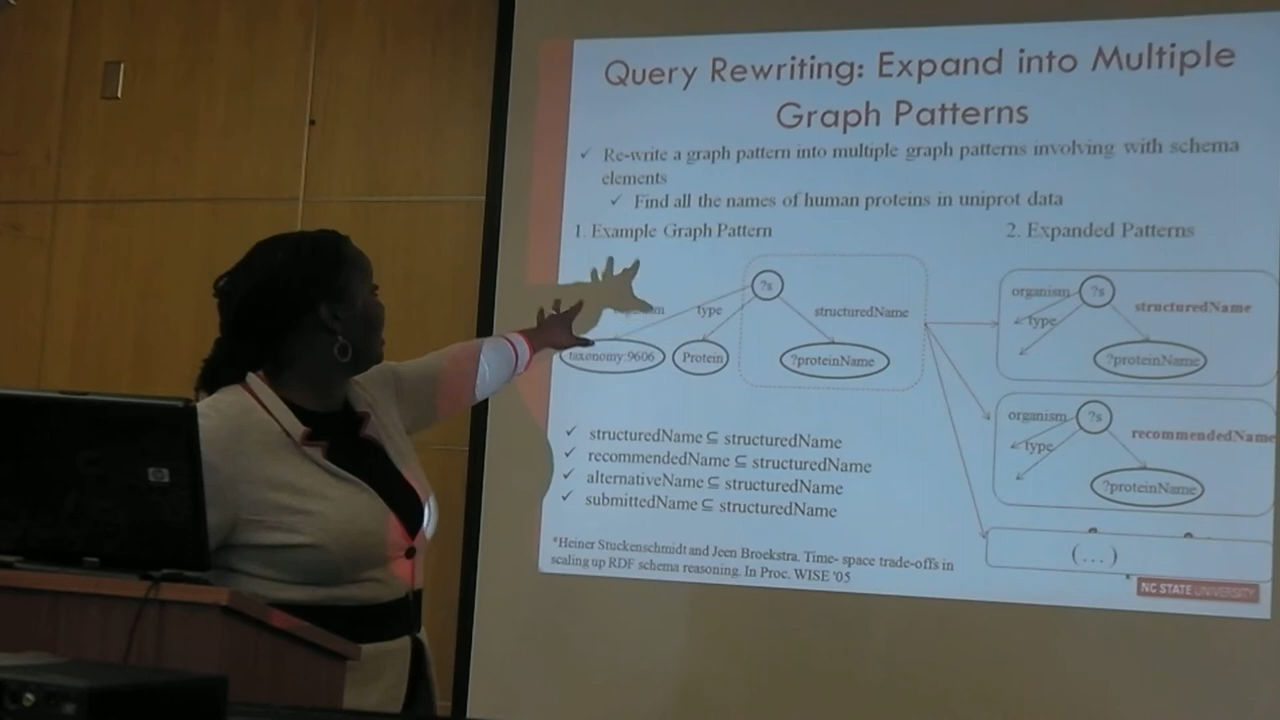 Query Rewriting: Expand into Multiple
Graph Patterns
✓ Re-write a graph pattern into multiple graph patterns involving with schema
elements
✓ Find all the names of human proteins in uniprot data
1. Example Graph Pattern
2. Expanded Patterns
?s
type
structuredName
taxonomy:9606
Protein
?proteinName
organism
?s
structuredName
type
?proteinName
organism
?s
recommendedName
type
?proteinName
(...)
✓ structuredName ⊆ structuredName
✓ recommendedName ⊆ structuredName
✓ alternativeName ⊆ structuredName
✓ submittedName ⊆ structuredName
*Heiner Stuckenschmidt and Jeen Broekstra. Time- space trade-offs in
scaling up RDF schema reasoning. In Proc. WISE '05
NC STATE UNIVERSITY
hp